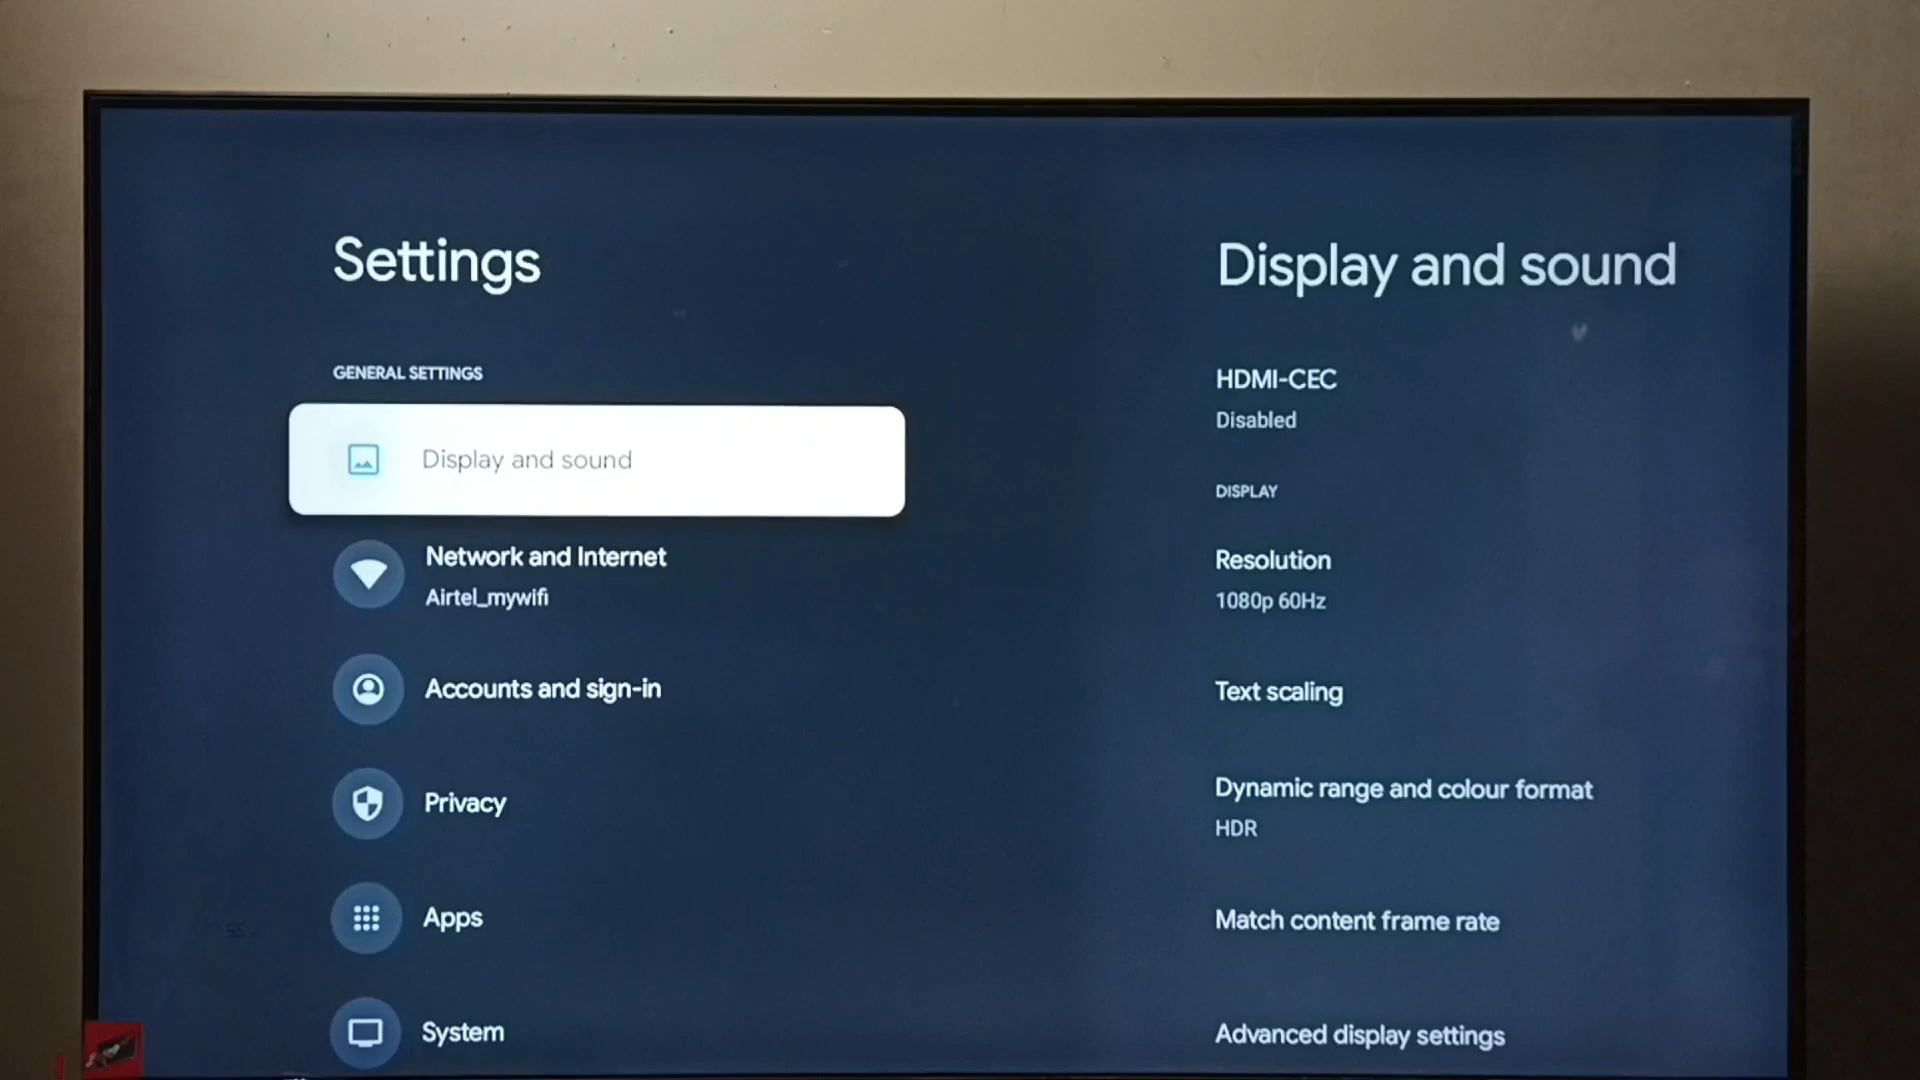 Settings
GENERAL SETTINGS
Display and sound
Network and Internet
Airtel_mywifi
Accounts and sign-in
Privacy
Apps
System
Display and sound
HDMI-CEC
Disabled
DISPLAY
Resolution
1080p 60Hz
Text scaling
Dynamic range and colour format
HDR
Match content frame rate
Advanced display settings